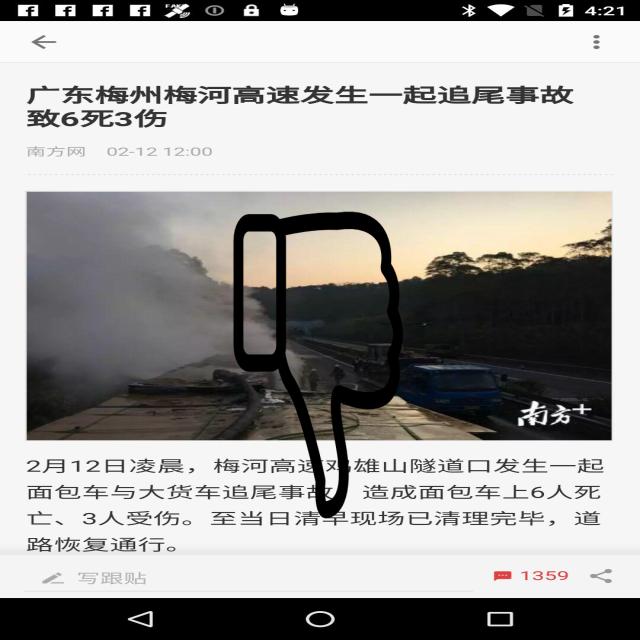 4:21
广东梅州梅河高速发生一起追尾事故
致6死3伤
南方网 02-12 12:00
南方+
2月12日凌晨，梅河高速鸡雄山隧道口发生一起
面包车与大货车追尾事故，造成面包车上6人死
亡、3人受伤。至当日清早现场已清理完毕，道
路恢复通行。
写跟贴 1359